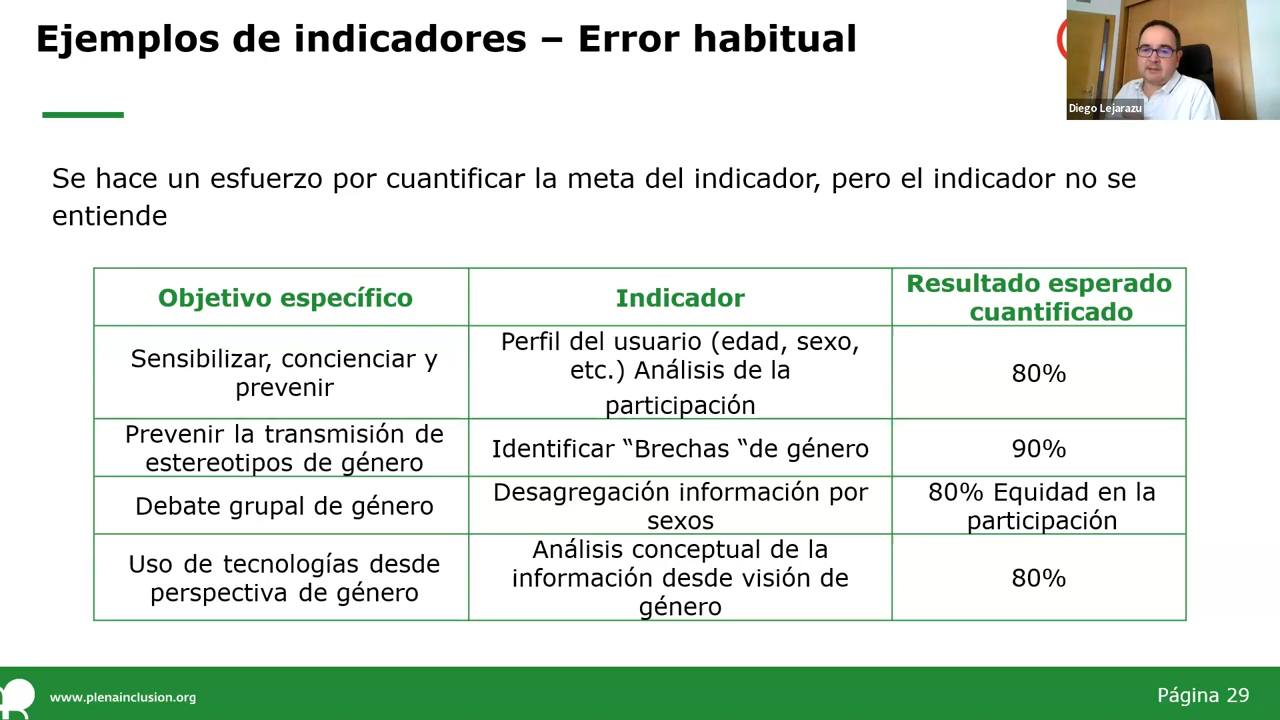 Ejemplos de indicadores – Error habitual
Diego Lejarazu
Se hace un esfuerzo por cuantificar la meta del indicador, pero el indicador no se
entiende
Objetivo específico
Indicador
Resultado esperado
cuantificado
Sensibilizar, concienciar y
prevenir
Perfil del usuario (edad, sexo,
etc.) Análisis de la
participación
80%
Prevenir la transmisión de
estereotipos de género
Identificar “Brechas “de género
90%
Debate grupal de género
Desagregación información por
sexos
80% Equidad en la
participación
Uso de tecnologías desde
perspectiva de género
Análisis conceptual de la
información desde visión de
género
80%
www.plenainclusion.org
Página 29